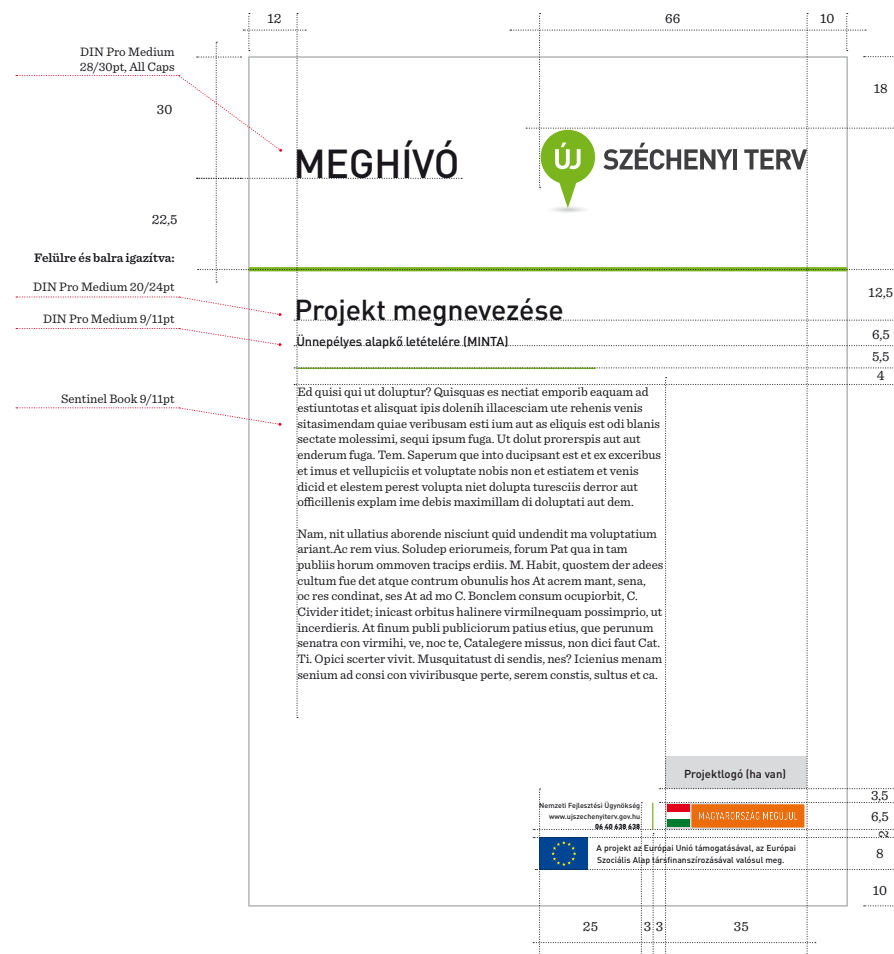 12
66
10
DIN Pro Medium
28/30pt, All Caps
18
30
MEGHÍVÓ
ÚJ SZÉCHENYI TERV
22,5
Felülre és balra igazítva:
DIN Pro Medium 20/24pt
12,5
Projekt megnevezése
DIN Pro Medium 9/11pt
6,5
Ünnepélyes alapkő letételére (MINTA)
5,5
4
Sentinel Book 9/11pt
Ed quisi qui ut doluptur? Quisquas es nectiat emporib eaquam ad
estiuntotas et alisquat ipis dolenih illacesciam ute rehenis venis
sitasimendam quiae veribusam esti ium aut as eliquis est odi blanis
sectate molessimi, sequi ipsum fuga. Ut dolut prorerspis aut aut
enderum fuga. Tem. Saperum que into ducipsant est et ex exceribus
et imus et vellupiciis et voluptate nobis non et estiatem et venis
dicid et elestem perest volupta niet dolupta turesciis derror aut
officillenis explam ime debis maximillam di doluptati aut dem.
Nam, nit ullatius aborende nisciunt quid undendit ma voluptatium
ariant.Ac rem vius. Soludep eriorumeis, forum Pat qua in tam
publiis horum ommoven tracips erdiis. M. Habit, quostem der adees
cultum fue det atque contrum obunulis hos At acrem mant, sena,
oc res condinat, ses At ad mo C. Bonclem consum ocupiorbit, C.
Civider itidet; inicast orbitus halinere virmilnequam possimprio, ut
incerdieris. At finum publi publiciorum patius etius, que perunum
senatra con virmihi, ve, noc te, Catalegere missus, non dici faut Cat.
Ti. Opici scerter vivit. Musquitatust di sendis, nes? Icienius menam
senium ad consi con viviribusque perte, serem constis, sultus et ca.
Projektlogó (ha van)
3,5
Nemzeti Fejlesztési Ügynökség
www.ujszechenyiterv.gov.hu
06 40 638 638
MAGYARORSZÁG MEGÚJUL
6,5
2
A projekt az Európai Unió támogatásával, az Európai
Szociális Alap társfinanszírozásával valósul meg.
8
10
25
3 3
35